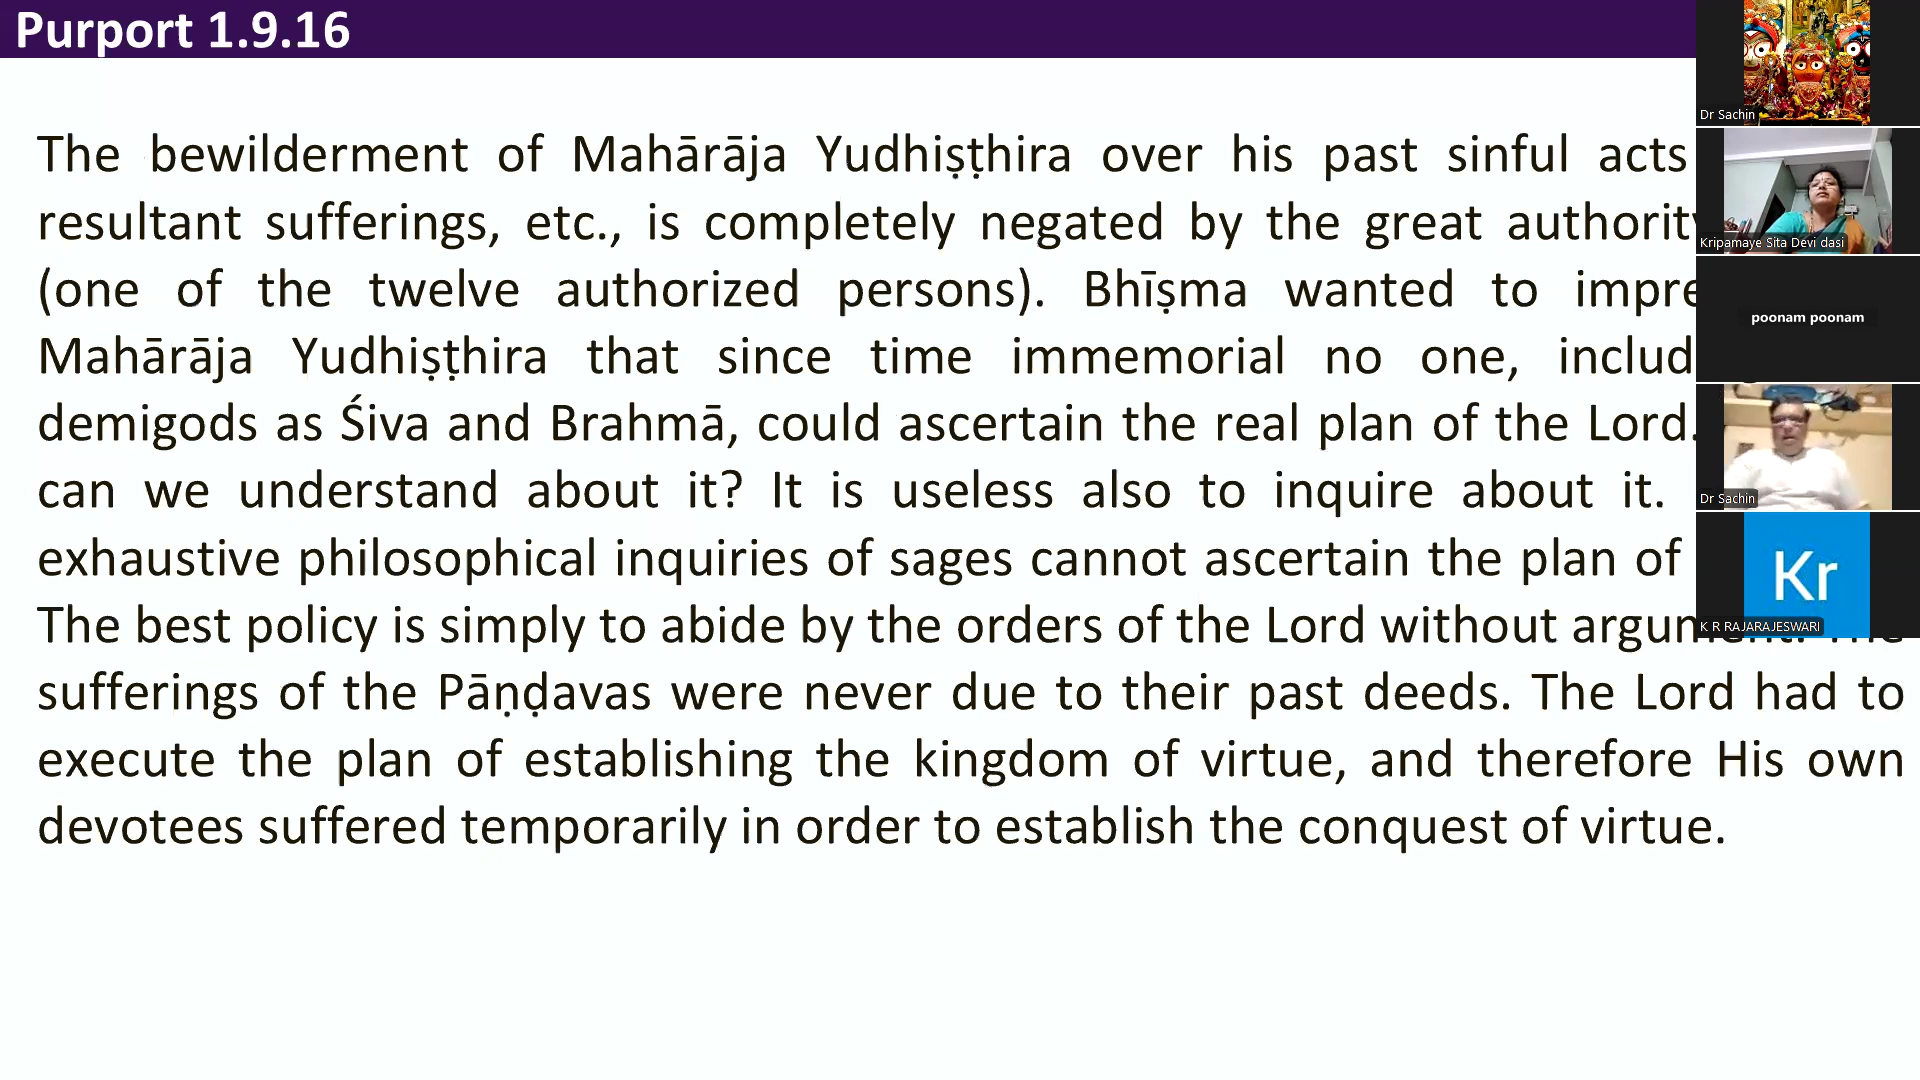 Purport 1.9.16
The bewilderment of Mahārāja Yudhiṣṭhira over his past sinful acts
resultant sufferings, etc., is completely negated by the great
(one of the twelve authorized persons). Bhīṣma wanted to
Mahārāja Yudhiṣṭhira that since time immemorial no one,
demigods as Śiva and Brahmā, could ascertain the real plan of the Lord.
can we understand about it? It is useless also to inquire about it.
exhaustive philosophical inquiries of sages cannot ascertain the plan of
The best policy is simply to abide by the orders of the Lord without
sufferings of the Pāṇḍavas were never due to their past deeds. The Lord had to
execute the plan of establishing the kingdom of virtue, and therefore His own
devotees suffered temporarily in order to establish the conquest of virtue.
Dr Sachin
Kripamaye Sita Devi dasi
poonam poonam
Dr Sachin
Kr
K R RAJARAJESWARI